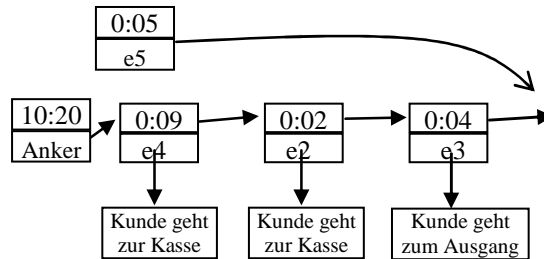 0:05
e5
10:20
Anker
0:09
e4
0:02
e2
0:04
e3
Kunde geht
zur Kasse
Kunde geht
zur Kasse
Kunde geht
zum Ausgang